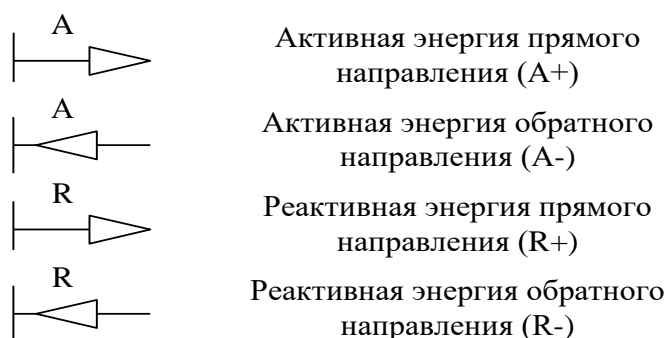 A
Активная энергия прямого
направления (A+)
A
Активная энергия обратного
направления (A-)
R
Реактивная энергия прямого
направления (R+)
R
Реактивная энергия обратного
направления (R-)